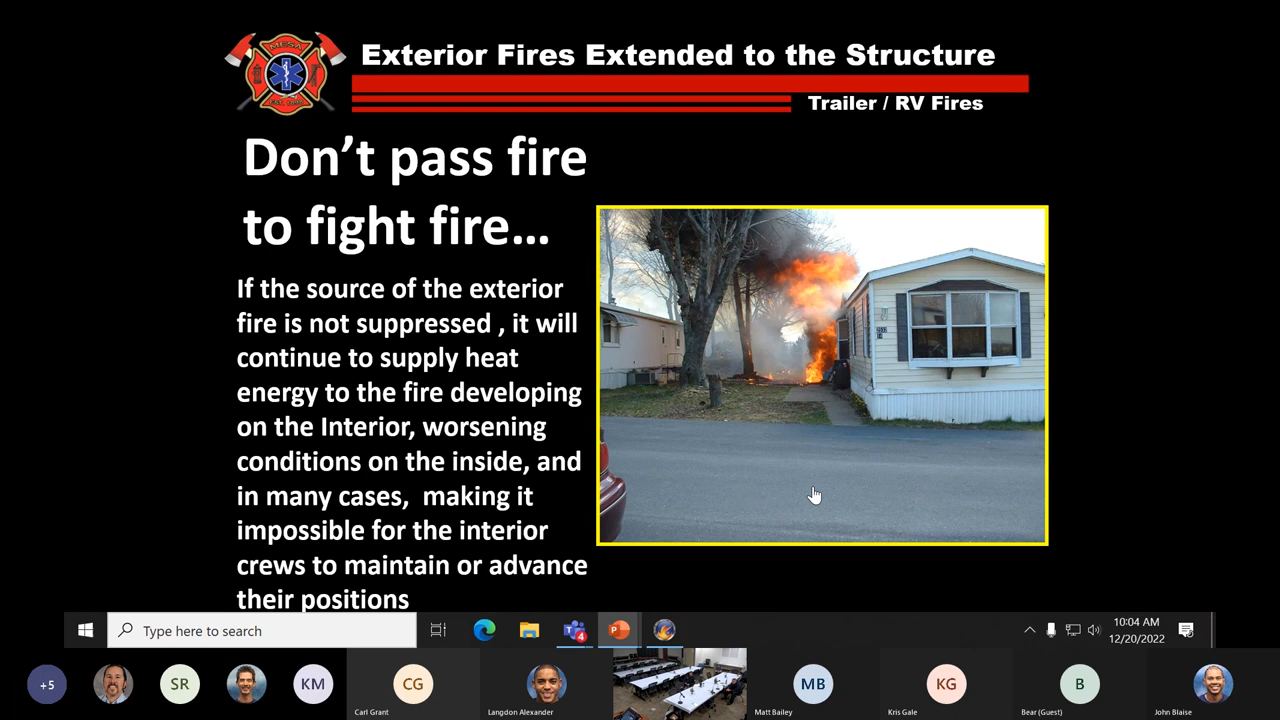 MESA
EST. 1898
Exterior Fires Extended to the Structure
Trailer / RV Fires
Don’t pass fire
to fight fire…
If the source of the exterior
fire is not suppressed , it will
continue to supply heat
energy to the fire developing
on the Interior, worsening
conditions on the inside, and
in many cases,  making it
impossible for the interior
crews to maintain or advance
their positions
Type here to search
4
10:04 AM
12/20/2022
+5
SR
KM
CG
Carl Grant
Langdon Alexander
MB
Matt Bailey
KG
Kris Gale
B
Bear (Guest)
John Blaise